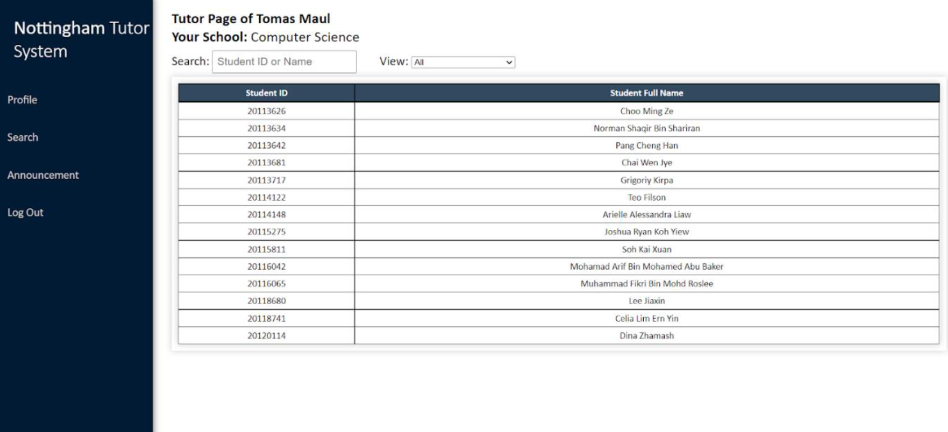 Nottingham Tutor
System
Profile
Search
Announcement
Log Out
Tutor Page of Tomas Maul
Your School: Computer Science
Search: Student ID or Name View: All
Student ID Student Full Name
20113626 Choo Ming Ze
20113634 Norman Shaqir Bin Shariran
20113642 Pang Cheng Han
20113681 Chai Wen Jye
20113717 Grigoriy Kirpa
20114122 Teo Filson
20114148 Arielle Alessandra Liaw
20115275 Joshua Ryan Koh Yiew
20115811 Soh Kai Xuan
20116042 Mohamad Arif Bin Mohamed Abu Baker
20116065 Muhammad Fikri Bin Mohd Roslee
20118680 Lee Jiaxin
20118741 Celia Lim Ern Yin
20120114 Dina Zhamash